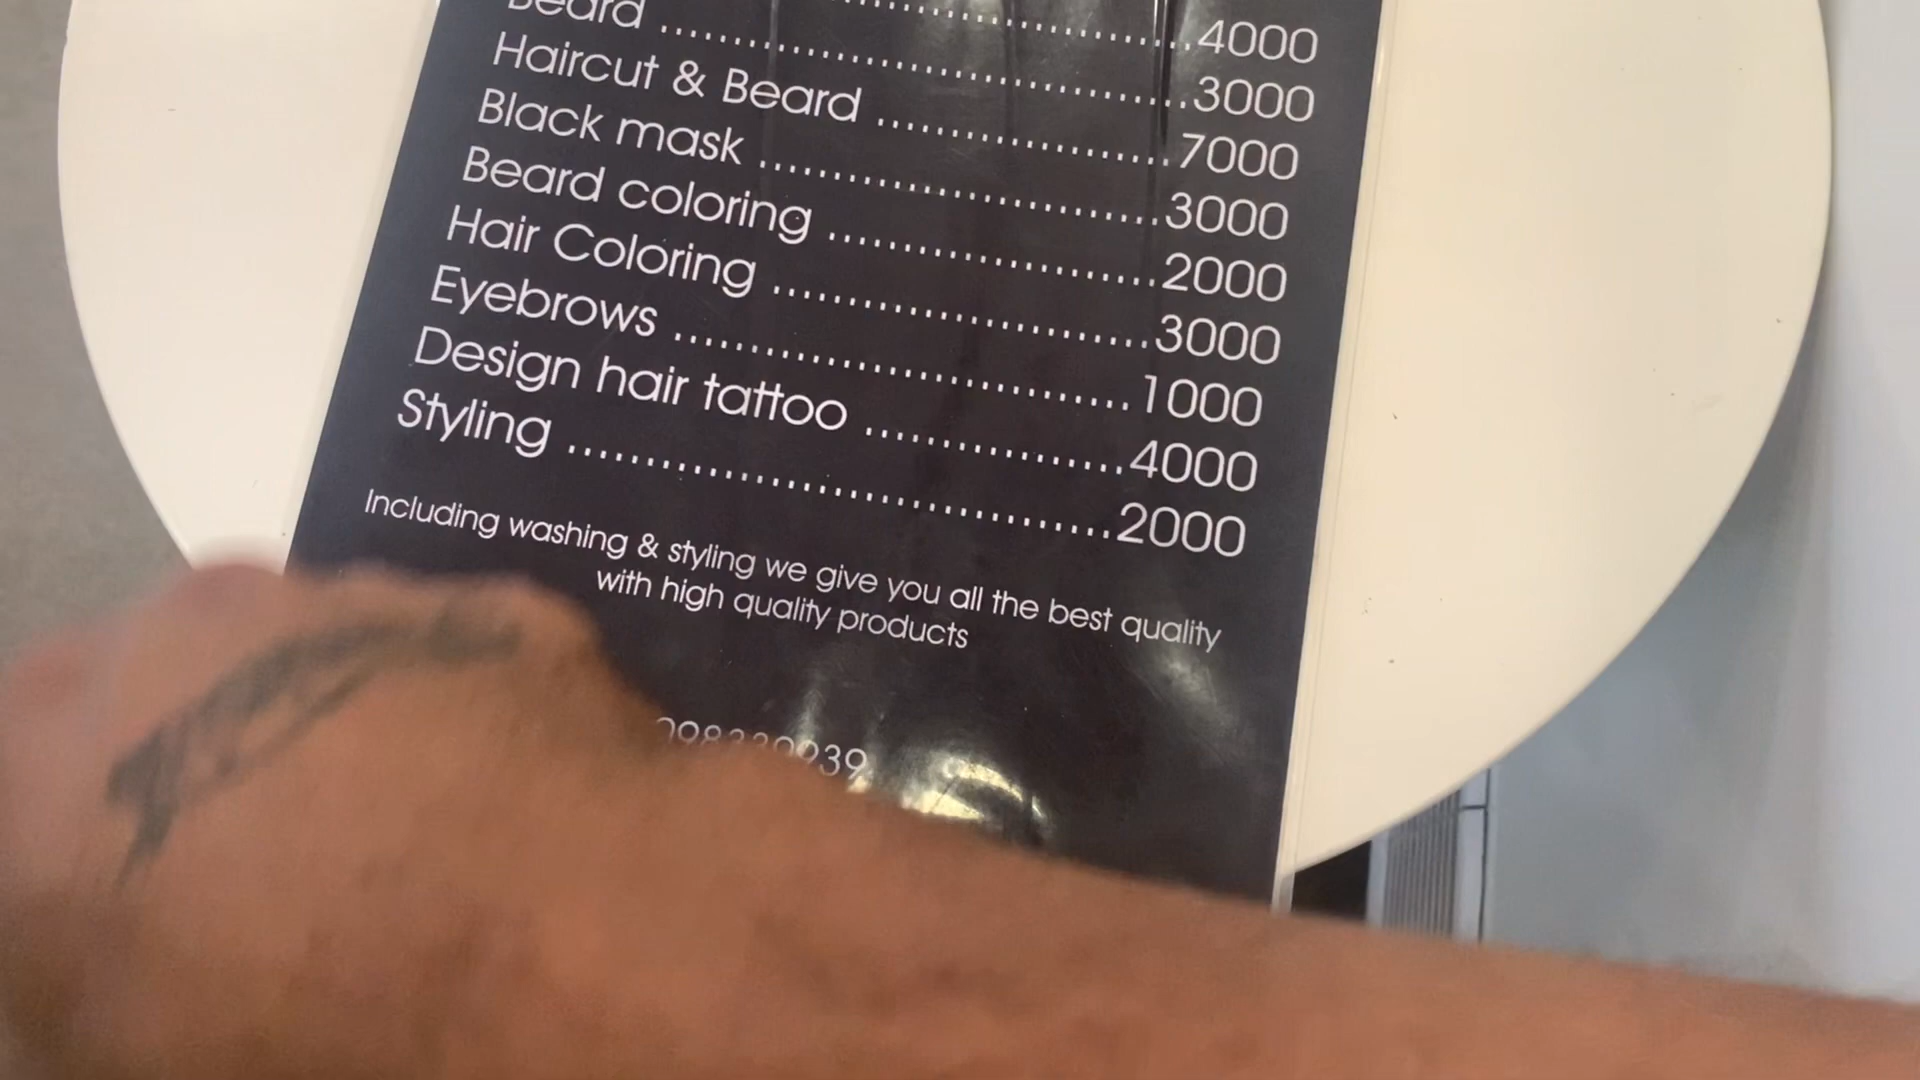 ....................4000
Beard ........................................3000
Haircut & Beard ......................7000
Black mask ..............................3000
Beard coloring .........................2000
Hair Coloring ............................3000
Eyebrows ..................................1000
Design hair tattoo ....................4000
Styling ..........................................2000
Including washing & styling we give you all the best quality
with high quality products